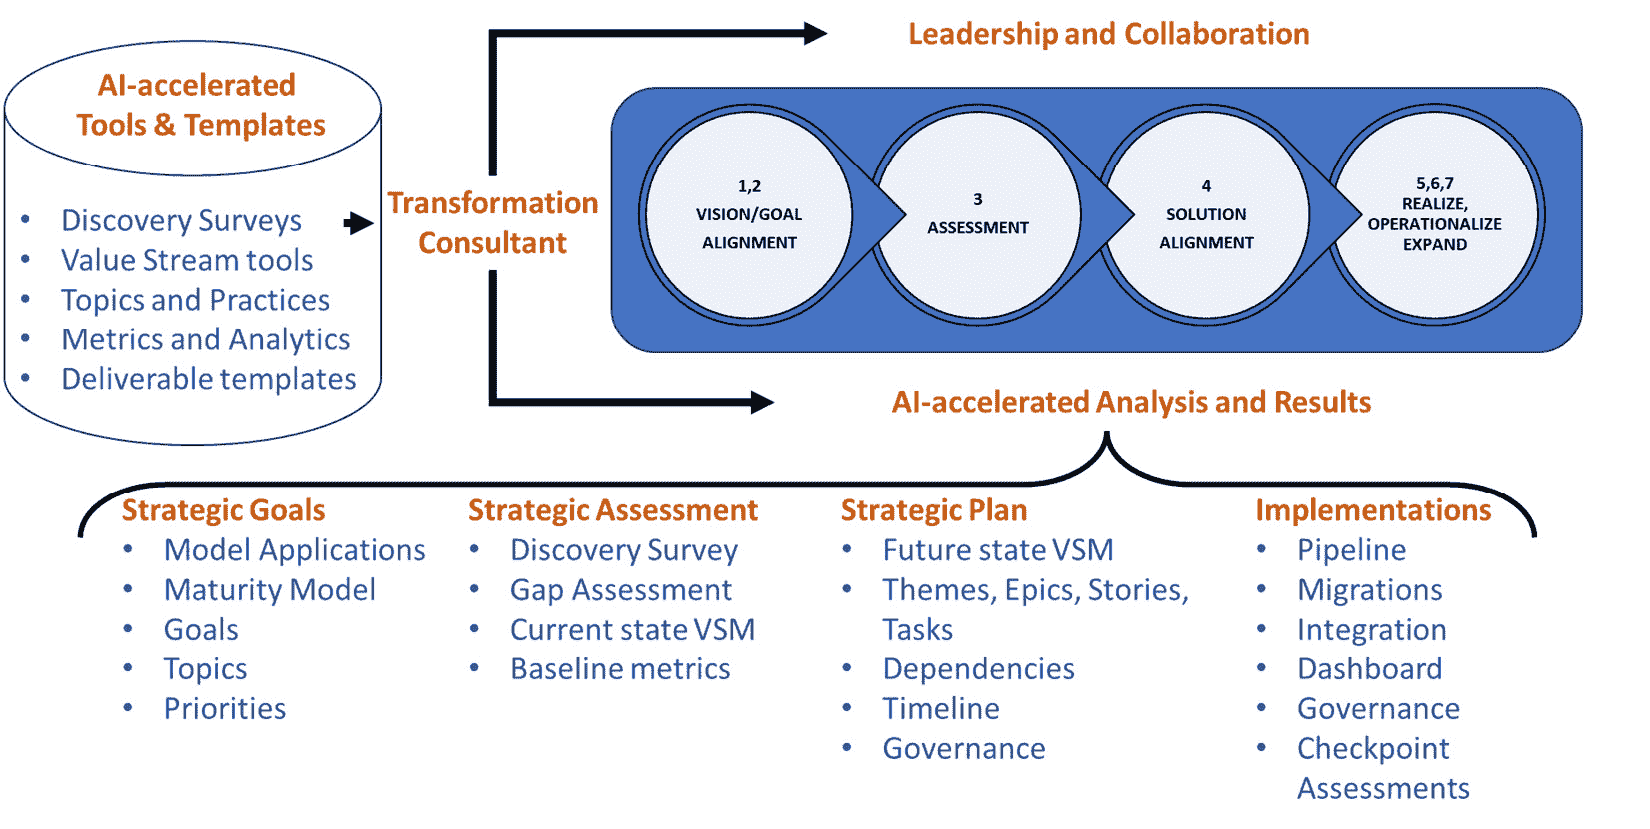 AI-accelerated
Tools & Templates
• Discovery Surveys
• Value Stream tools
• Topics and Practices
• Metrics and Analytics
• Deliverable templates
Transformation
Consultant
Leadership and Collaboration
1,2
VISION/GOAL
ALIGNMENT
3
ASSESSMENT
4
SOLUTION
ALIGNMENT
5,6,7
REALIZE,
OPERATIONALIZE
EXPAND
AI-accelerated Analysis and Results
Strategic Goals
• Model Applications
• Maturity Model
• Goals
• Topics
• Priorities
Strategic Assessment
• Discovery Survey
• Gap Assessment
• Current state VSM
• Baseline metrics
Strategic Plan
• Future state VSM
• Themes, Epics, Stories,
Tasks
• Dependencies
• Timeline
• Governance
Implementations
• Pipeline
• Migrations
• Integration
• Dashboard
• Governance
• Checkpoint
Assessments